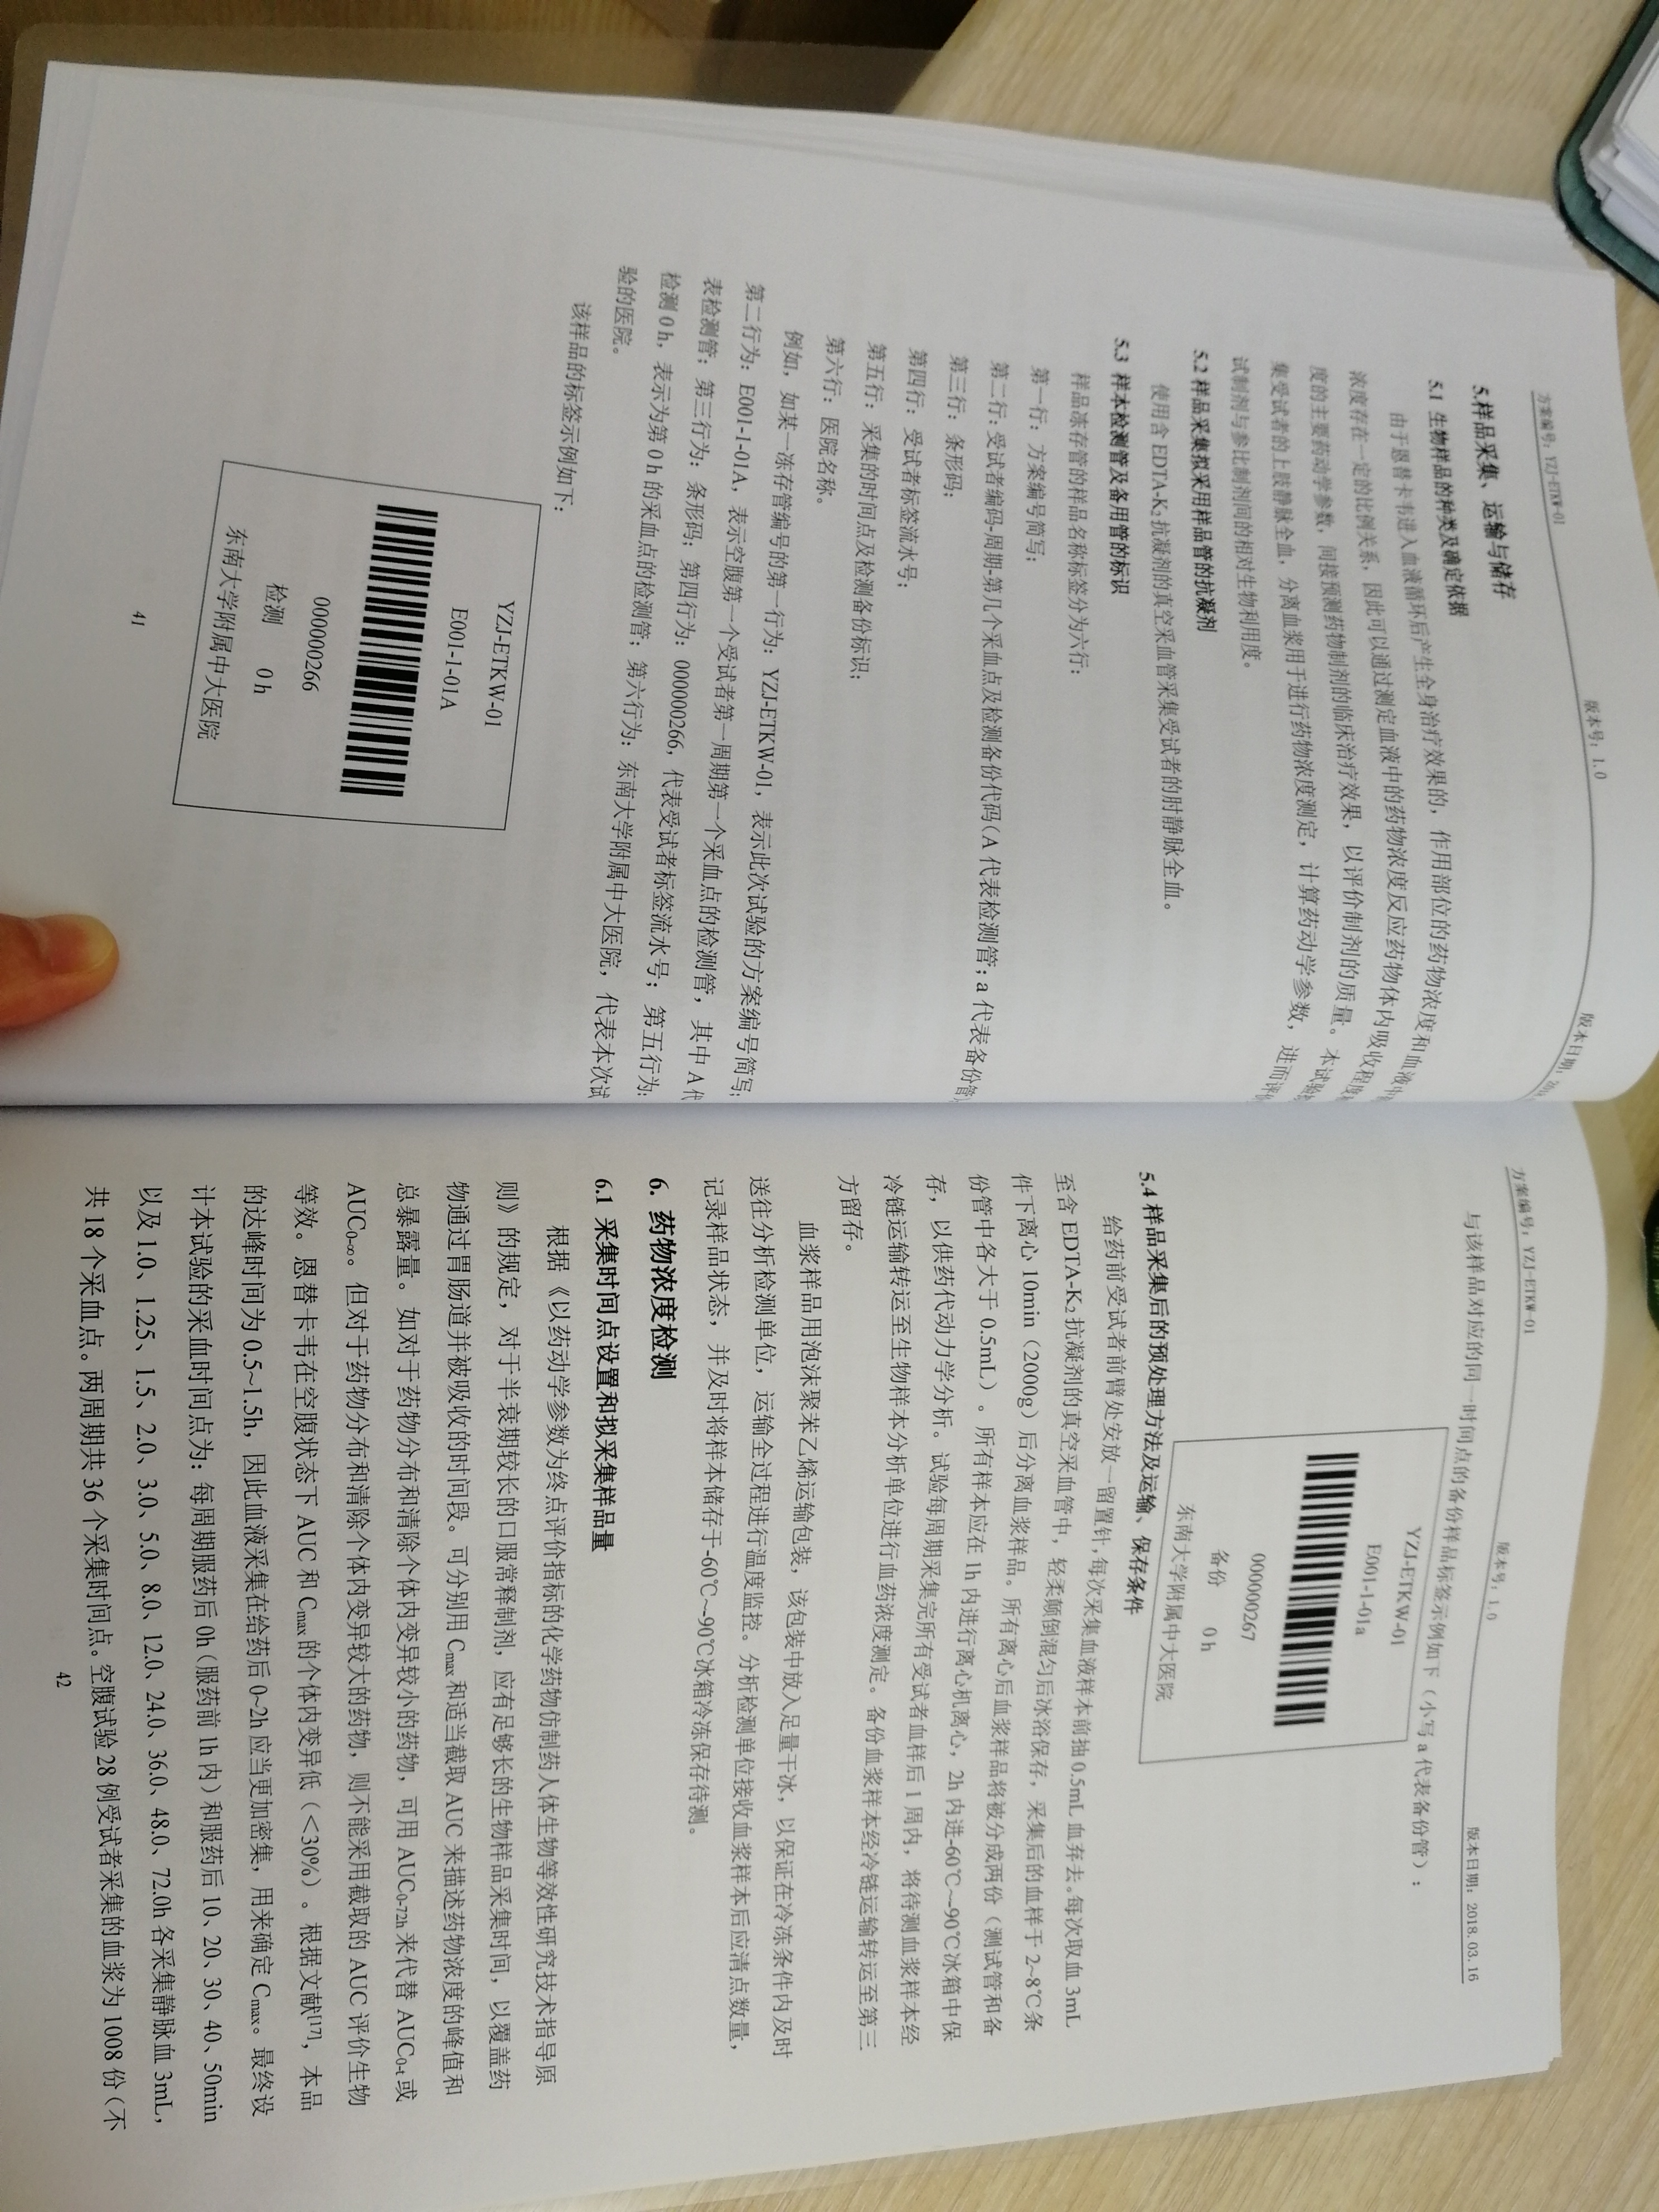 方案编号：YZJ-ETKW-01
版本号：1.0
版本日期：2018.
5.样品采集、运输与储存
5.1 生物样品的种类及确定依据
由于恩替卡韦进入血液循环后产生全身治疗效果的，作用部位的药物浓度和血液中
浓度存在一定的比例关系，因此可以通过测定血液中的药物浓度反应药物体内吸收程度
度的主要药动学参数，间接预测药物制剂的临床治疗效果，以评价制剂的质量。本试验
集受试者的上肢静脉全血，分离血浆用于进行药物浓度测定，计算药动学参数，进而评价
试制剂与参比制剂间的相对生物利用度。
5.2 样品采集拟采用样品管的抗凝剂
使用含 EDTA-K2 抗凝剂的真空采血管采集受试者的肘静脉全血。
5.3 样本检测管及备用管的标识
样品冻存管的样品名称标签分为六行：
第一行：方案编号简写；
第二行：受试者编码-周期-第几个采血点及检测备份代码（A 代表检测管；a 代表备份管）
第三行：条形码；
第四行：受试者标签流水号；
第五行：采集的时间点及检测备份标识；
第六行：医院名称。
例如，如某一冻存管编号的第一行为：YZJ-ETKW-01，表示此次试验的方案编号简写；
第二行为：E001-1-01A，表示空腹第一个受试者第一周期第一个采血点的检测管，其中 A 代
表检测管；第三行为：条形码；第四行为：000000266，代表受试者标签流水号；第五行为：
检测 0 h，表示为第 0 h 的采血点的检测管；第六行为：东南大学附属中大医院，代表本次试
验的医院。
该样品的标签示例如下：
YZJ-ETKW-01
E001-1-01A
000000266
检测 0 h
东南大学附属中大医院
41
方案编号：YZJ-ETKW-01
版本号：1.0
版本日期：2018.03.16
与该样品对应的同一时间点的备份样品标签示例如下（小写 a 代表备份管）：
YZJ-ETKW-01
E001-1-01a
000000267
备份 0 h
东南大学附属中大医院
5.4 样品采集后的预处理方法及运输、保存条件
给药前受试者前臂处安放一留置针，每次采集血液样本前抽 0.5mL 血弃去。每次取血 3mL
至含 EDTA-K2 抗凝剂的真空采血管中，轻柔颠倒混匀后冰浴保存，采集后的血样于 2~8℃条
件下离心 10min（2000g）后分离血浆样品。所有离心后血浆样品将被分成两份（测试管和备
份管中各大于 0.5mL）。所有样本应在 1h 内进行离心机离心，2h 内进-60℃~-90℃冰箱中保
存，以供药代动力学分析。试验每周期采集完所有受试者血样后 1 周内，将待测血浆样本经
冷链运输转运至生物样本分析单位进行血药浓度测定。备份血浆样本经冷链运输转运至第三
方留存。
血浆样品用泡沫聚苯乙烯运输包装，该包装中放入足量干冰，以保证在冷冻条件内及时
送往分析检测单位，运输全过程进行温度监控。分析检测单位接收血浆样本后应清点数量，
记录样品状态，并及时将样本储存于-60℃~-90℃冰箱冷冻保存待测。
6. 药物浓度检测
6.1 采集时间点设置和拟采集样品量
根据《以药动学参数为终点评价指标的化学药物仿制药人体生物等效性研究技术指导原
则》的规定，对于半衰期较长的口服常释制剂，应有足够长的生物样品采集时间，以覆盖药
物通过胃肠道并被吸收的时间段。可分别用 Cmax 和适当截取 AUC 来描述药物浓度的峰值和
总暴露量。如对于药物分布和清除个体内变异较小的药物，可用 AUC0-72h 来代替 AUC0-t 或
AUC0-∞。但对于药物分布和清除个体内变异较大的药物，则不能采用截取的 AUC 评价生物
等效。恩替卡韦在空腹状态下 AUC 和 Cmax 的个体内变异低（＜30%）。根据文献[17]，本品
的达峰时间为 0.5~1.5h，因此血液采集在给药后 0~2h 应当更加密集，用来确定 Cmax。最终设
计本试验的采血时间点为：每周期服药后 0h（服药前 1h 内）和服药后 10、20、30、40、50min
以及 1.0、1.25、1.5、2.0、3.0、5.0、8.0、12.0、24.0、36.0、48.0、72.0h 各采集静脉血 3mL，
共 18 个采血点。两周期共 36 个采集时间点。空腹试验 28 例受试者采集的血浆为 1008 份（不
42